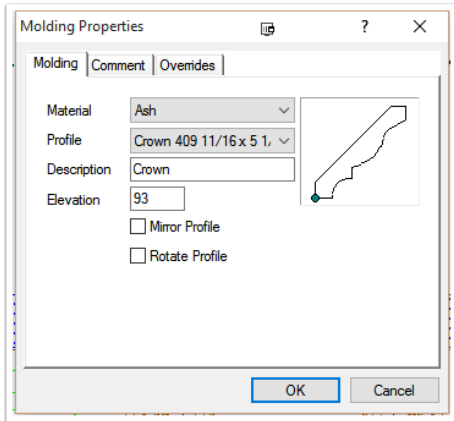 Molding Properties
?
Molding Comment Overrides
Material Ash
Profile Crown 409 11/16 x 5 1/
Description Crown
Elevation 93
Mirror Profile
Rotate Profile
OK Cancel